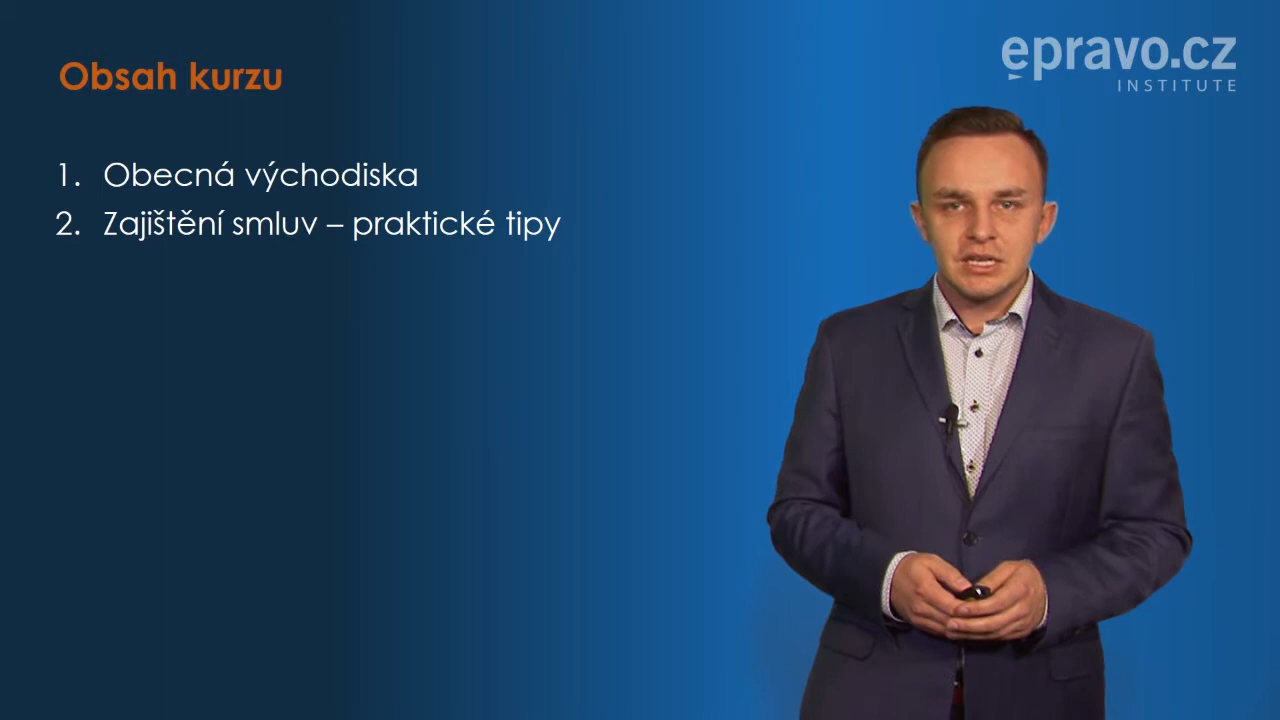 epravo.cz
INSTITUTE
Obsah kurzu
1. Obecná východiska
2. Zajištění smluv – praktické tipy